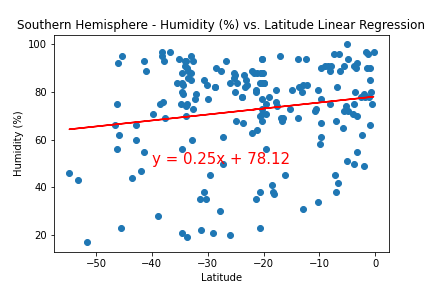 Southern Hemisphere - Humidity (%) vs. Latitude Linear Regression
100
80
60
40
20
Humidity (%)
y = 0.25x + 78.12
−50
−40
−30
−20
−10
0
Latitude